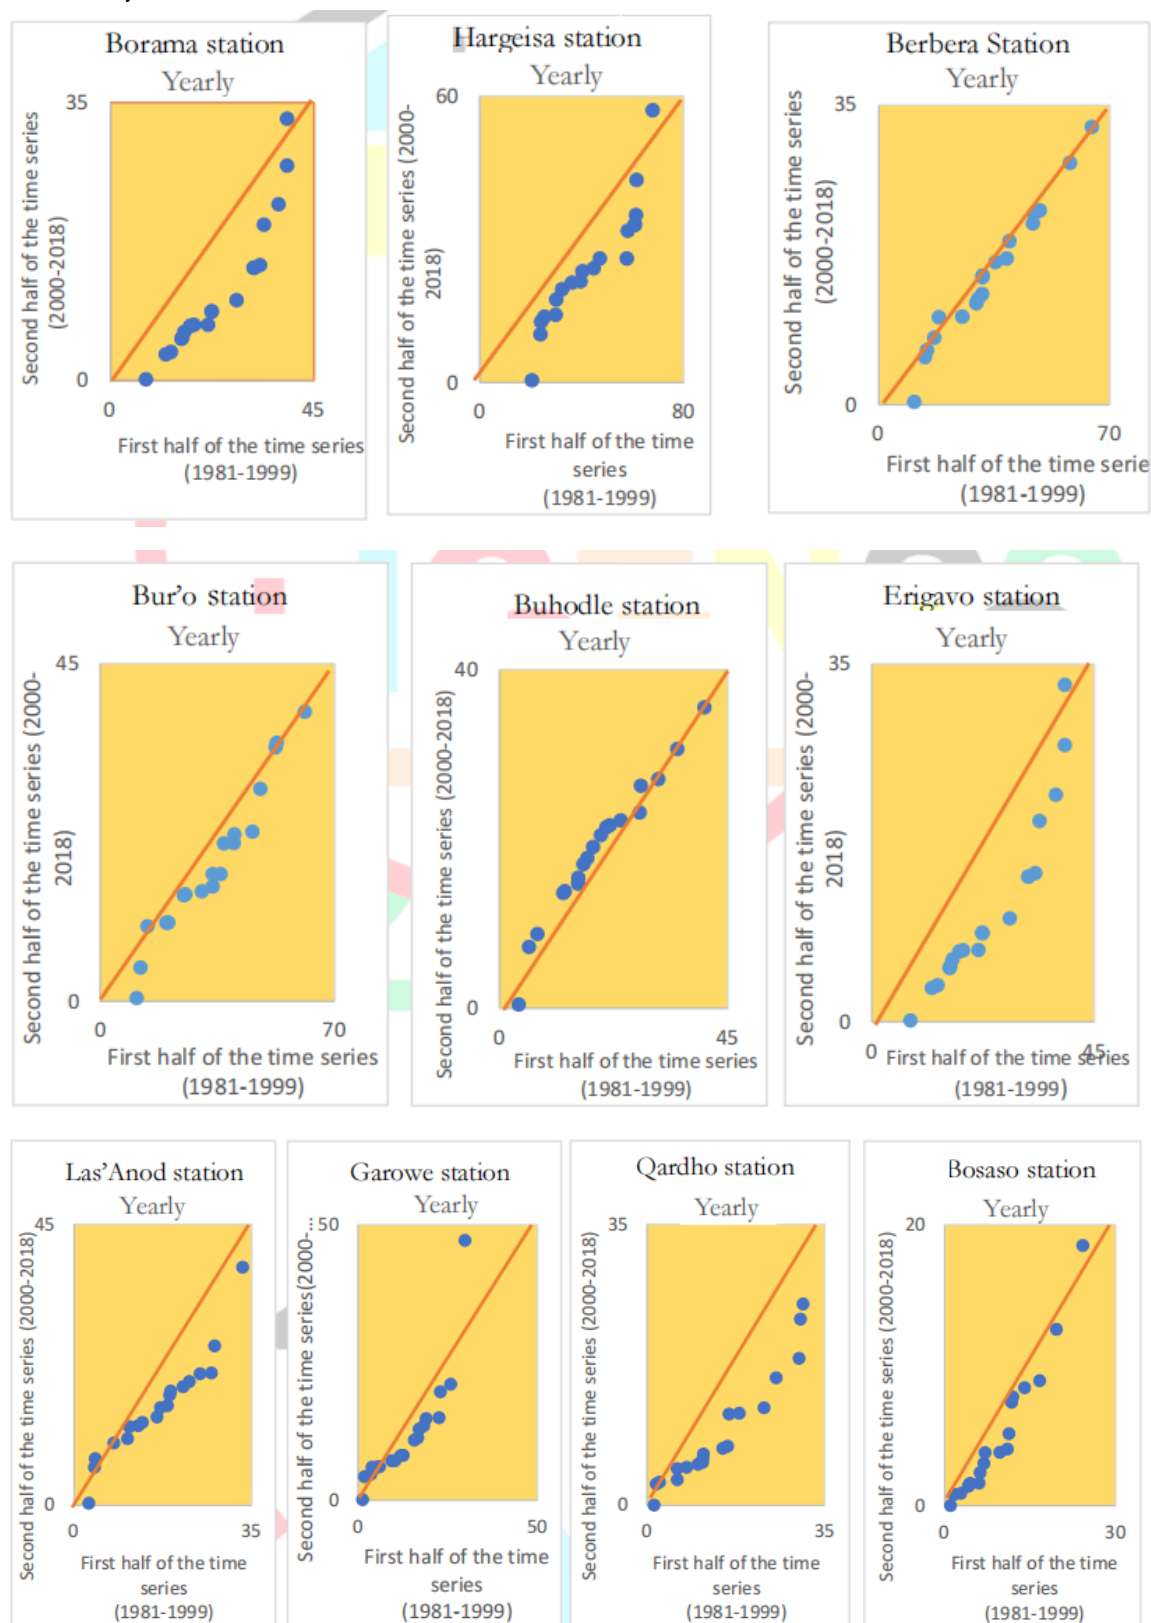 Borama station
Yearly
35
Second half of the time series
(2000-2018)
0
0
45
First half of the time series
(1981-1999)
Hargeisa station
Yearly
60
Second half of the time series (2000-
2018)
0
0
80
First half of the time
series
(1981-1999)
Berbera Station
Yearly
35
Second half of the time series
(2000-2018)
0
0
70
First half of the time serie
(1981-1999)
Bur'o station
Yearly
45
Second half of the time series (2000-
2018)
0
0
70
First half of the time series
(1981-1999)
Buhodle station
Yearly
40
Second half of the time series (2000-2018)
0
0
45
First half of the time series
(1981-1999)
Erigavo station
Yearly
35
Second half of the time series (2000-
2018)
0
0
45
First half of the time series
(1981-1999)
Las'Anod station
Yearly
45
Second half of the time series (2000-2018)
0
0
35
First half of the time
series
(1981-1999)
Garowe station
Yearly
50
Second half of the time series(2000-
0
0
50
First half of the time
series
(1981-1999)
Qardho station
Yearly
35
Second half of the time series (2000-2018)
0
0
35
First half of the time
series
(1981-1999)
Bosaso station
Yearly
20
Second half of the time series (2000-2018)
0
0
30
First half of the time
series
(1981-1999)